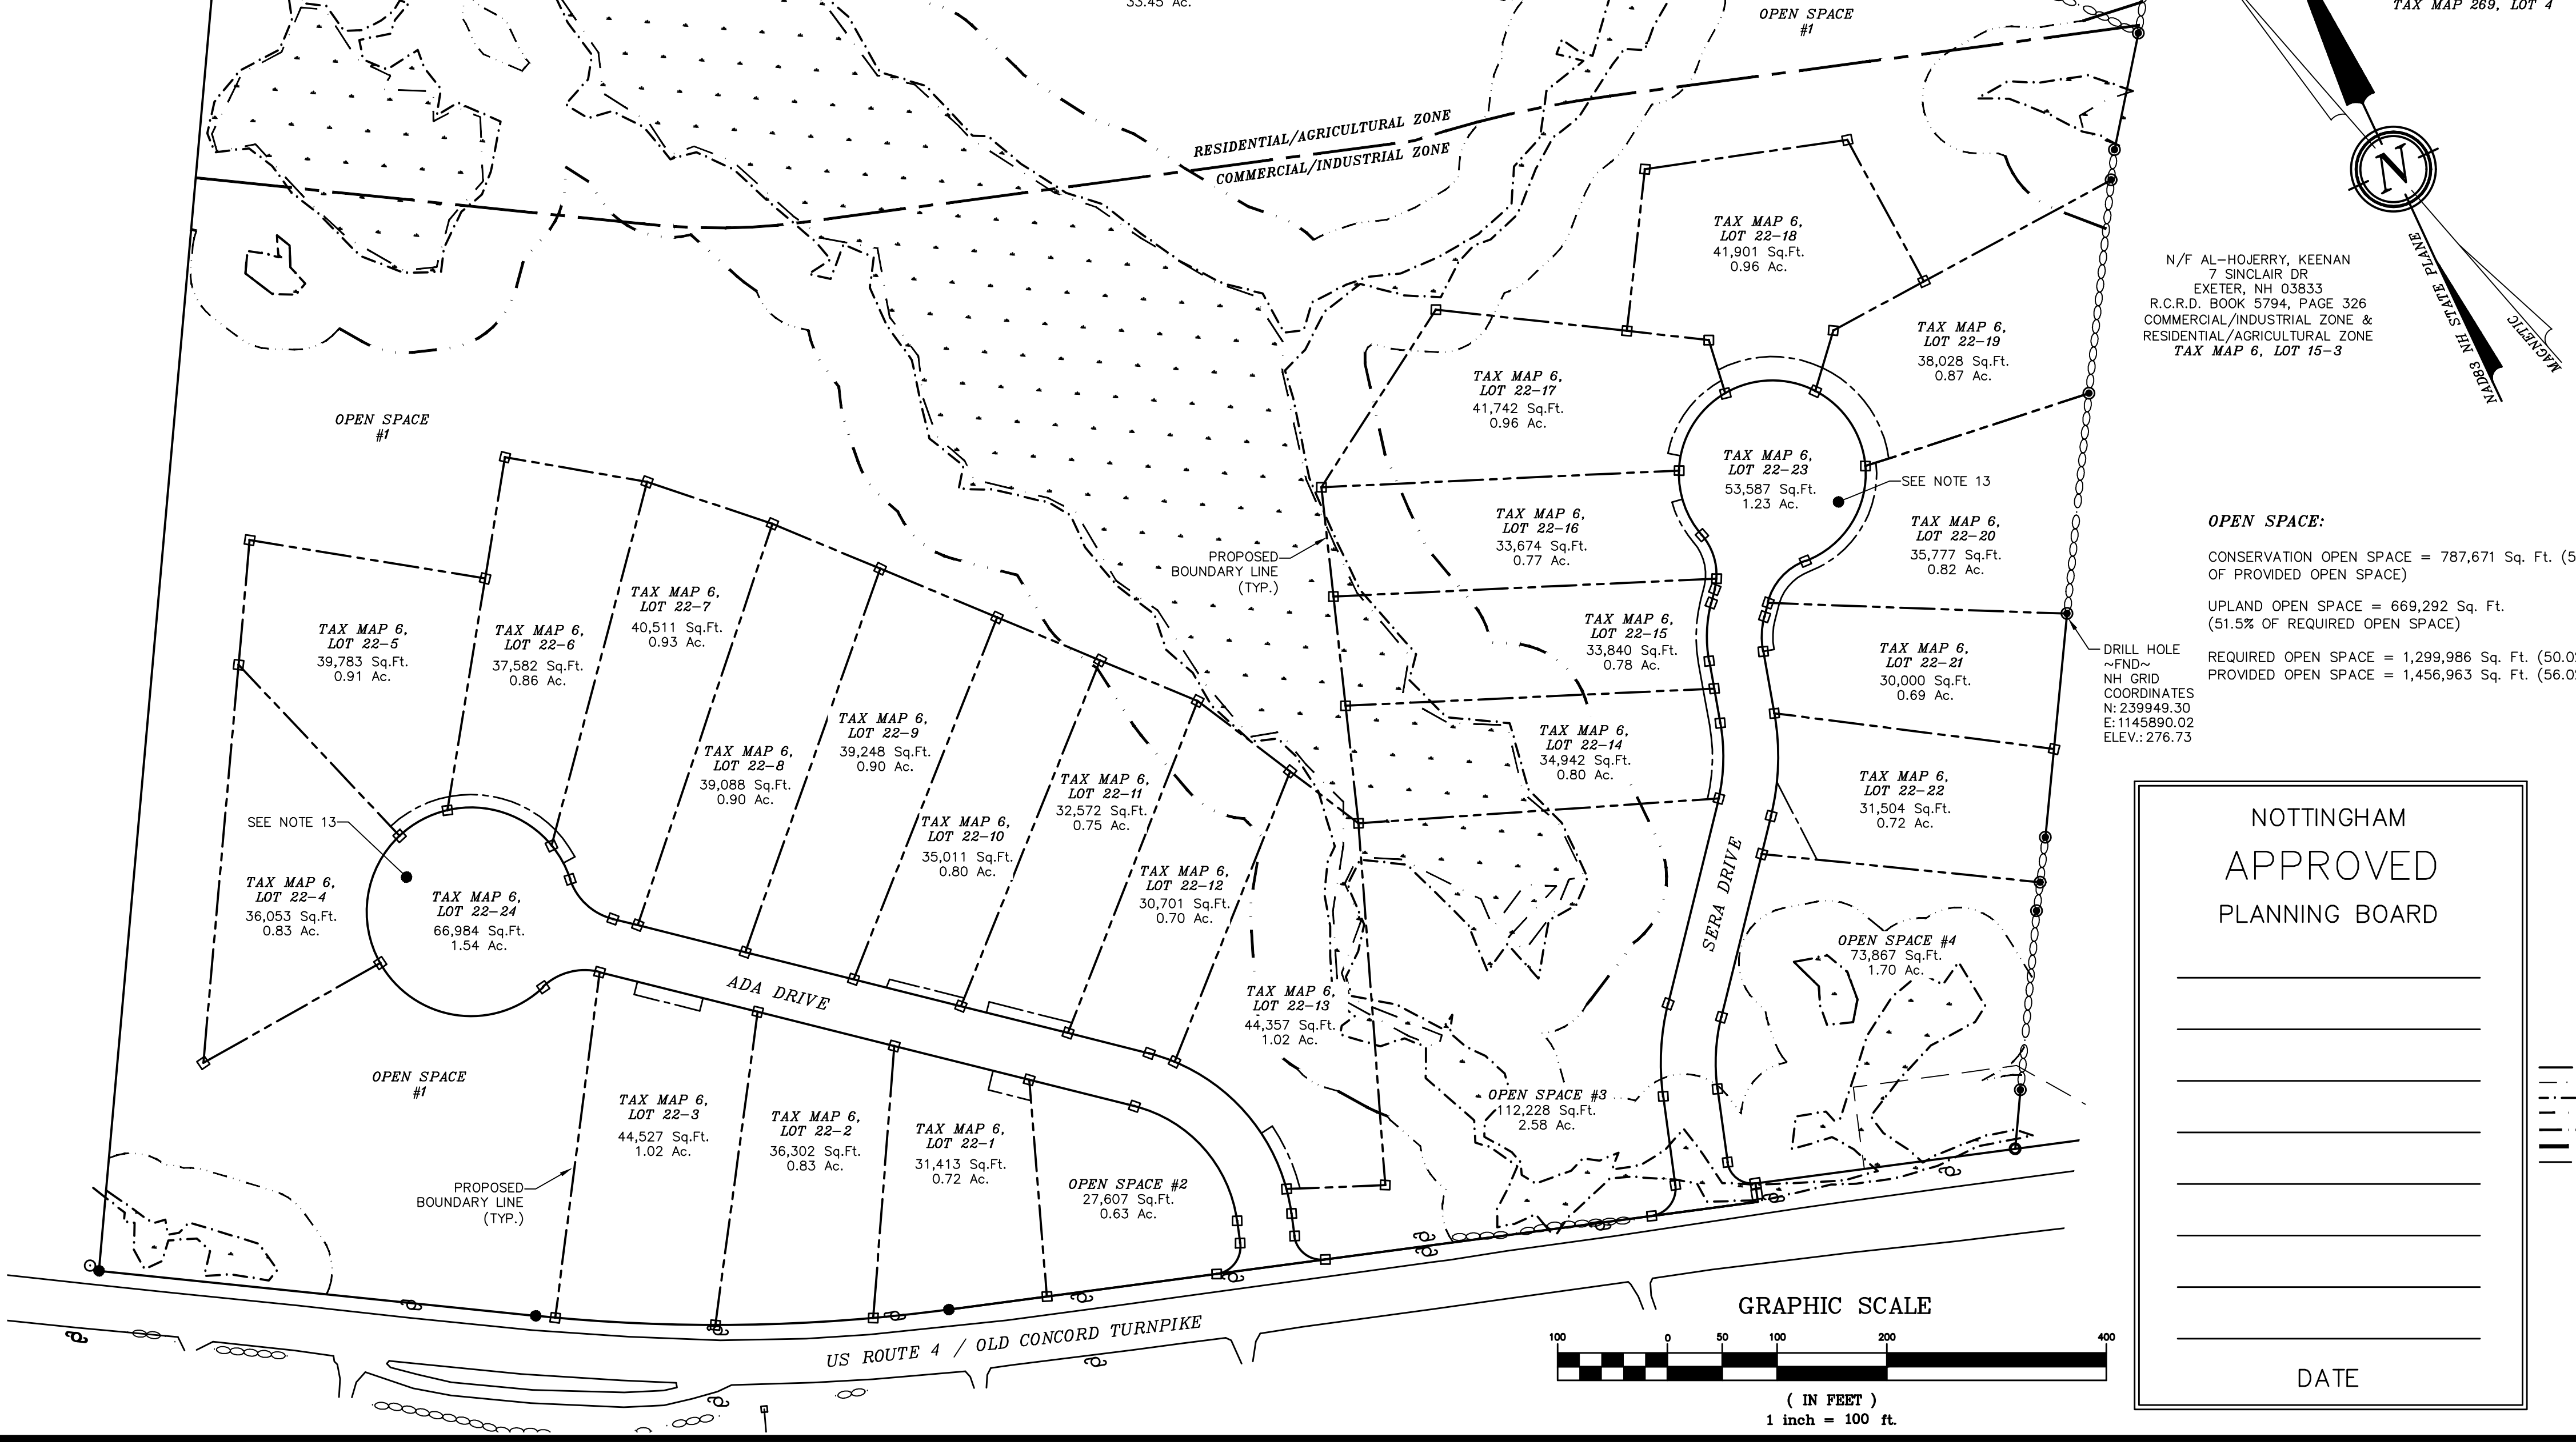 33.45 Ac.
OPEN SPACE
#1
TAX MAP 269, LOT 4
RESIDENTIAL/AGRICULTURAL ZONE
COMMERCIAL/INDUSTRIAL ZONE
N
NAD83 NH STATE PLANE
MAGNETIC
TAX MAP 6,
LOT 22-18
41,901 Sq.Ft.
0.96 Ac.
N/F AL-HOJERRY, KEENAN
7 SINCLAIR DR
EXETER, NH 03833
R.C.R.D. BOOK 5794, PAGE 326
COMMERCIAL/INDUSTRIAL ZONE &
RESIDENTIAL/AGRICULTURAL ZONE
TAX MAP 6, LOT 15-3
TAX MAP 6,
LOT 22-19
38,028 Sq.Ft.
0.87 Ac.
TAX MAP 6,
LOT 22-17
41,742 Sq.Ft.
0.96 Ac.
OPEN SPACE
#1
TAX MAP 6,
LOT 22-23
53,587 Sq.Ft.
1.23 Ac.
SEE NOTE 13
TAX MAP 6,
LOT 22-16
33,674 Sq.Ft.
0.77 Ac.
TAX MAP 6,
LOT 22-20
35,777 Sq.Ft.
0.82 Ac.
PROPOSED
BOUNDARY LINE
(TYP.)
OPEN SPACE:
CONSERVATION OPEN SPACE = 787,671 Sq. Ft. (5
OF PROVIDED OPEN SPACE)
UPLAND OPEN SPACE = 669,292 Sq. Ft.
(51.5% OF REQUIRED OPEN SPACE)
REQUIRED OPEN SPACE = 1,299,986 Sq. Ft. (50.0
PROVIDED OPEN SPACE = 1,456,963 Sq. Ft. (56.0
DRILL HOLE
~FND~
NH GRID
COORDINATES
N: 239949.30
E: 1145890.02
ELEV.: 276.73
TAX MAP 6,
LOT 22-5
39,783 Sq.Ft.
0.91 Ac.
TAX MAP 6,
LOT 22-6
37,582 Sq.Ft.
0.86 Ac.
TAX MAP 6,
LOT 22-7
40,511 Sq.Ft.
0.93 Ac.
TAX MAP 6,
LOT 22-15
33,840 Sq.Ft.
0.78 Ac.
TAX MAP 6,
LOT 22-21
30,000 Sq.Ft.
0.69 Ac.
TAX MAP 6,
LOT 22-8
39,088 Sq.Ft.
0.90 Ac.
TAX MAP 6,
LOT 22-9
39,248 Sq.Ft.
0.90 Ac.
TAX MAP 6,
LOT 22-14
34,942 Sq.Ft.
0.80 Ac.
TAX MAP 6,
LOT 22-22
31,504 Sq.Ft.
0.72 Ac.
TAX MAP 6,
LOT 22-10
35,011 Sq.Ft.
0.80 Ac.
TAX MAP 6,
LOT 22-11
32,572 Sq.Ft.
0.75 Ac.
TAX MAP 6,
LOT 22-12
30,701 Sq.Ft.
0.70 Ac.
SEE NOTE 13
TAX MAP 6,
LOT 22-4
36,053 Sq.Ft.
0.83 Ac.
TAX MAP 6,
LOT 22-24
66,984 Sq.Ft.
1.54 Ac.
ADA DRIVE
SERA DRIVE
TAX MAP 6,
LOT 22-13
44,357 Sq.Ft.
1.02 Ac.
OPEN SPACE #4
73,867 Sq.Ft.
1.70 Ac.
OPEN SPACE #3
112,228 Sq.Ft.
2.58 Ac.
OPEN SPACE
#1
TAX MAP 6,
LOT 22-3
44,527 Sq.Ft.
1.02 Ac.
TAX MAP 6,
LOT 22-2
36,302 Sq.Ft.
0.83 Ac.
TAX MAP 6,
LOT 22-1
31,413 Sq.Ft.
0.72 Ac.
OPEN SPACE #2
27,607 Sq.Ft.
0.63 Ac.
PROPOSED
BOUNDARY LINE
(TYP.)
US ROUTE 4 / OLD CONCORD TURNPIKE
GRAPHIC SCALE
100 0 50 100 200 400
( IN FEET )
1 inch = 100 ft.
NOTTINGHAM
APPROVED
PLANNING BOARD
DATE